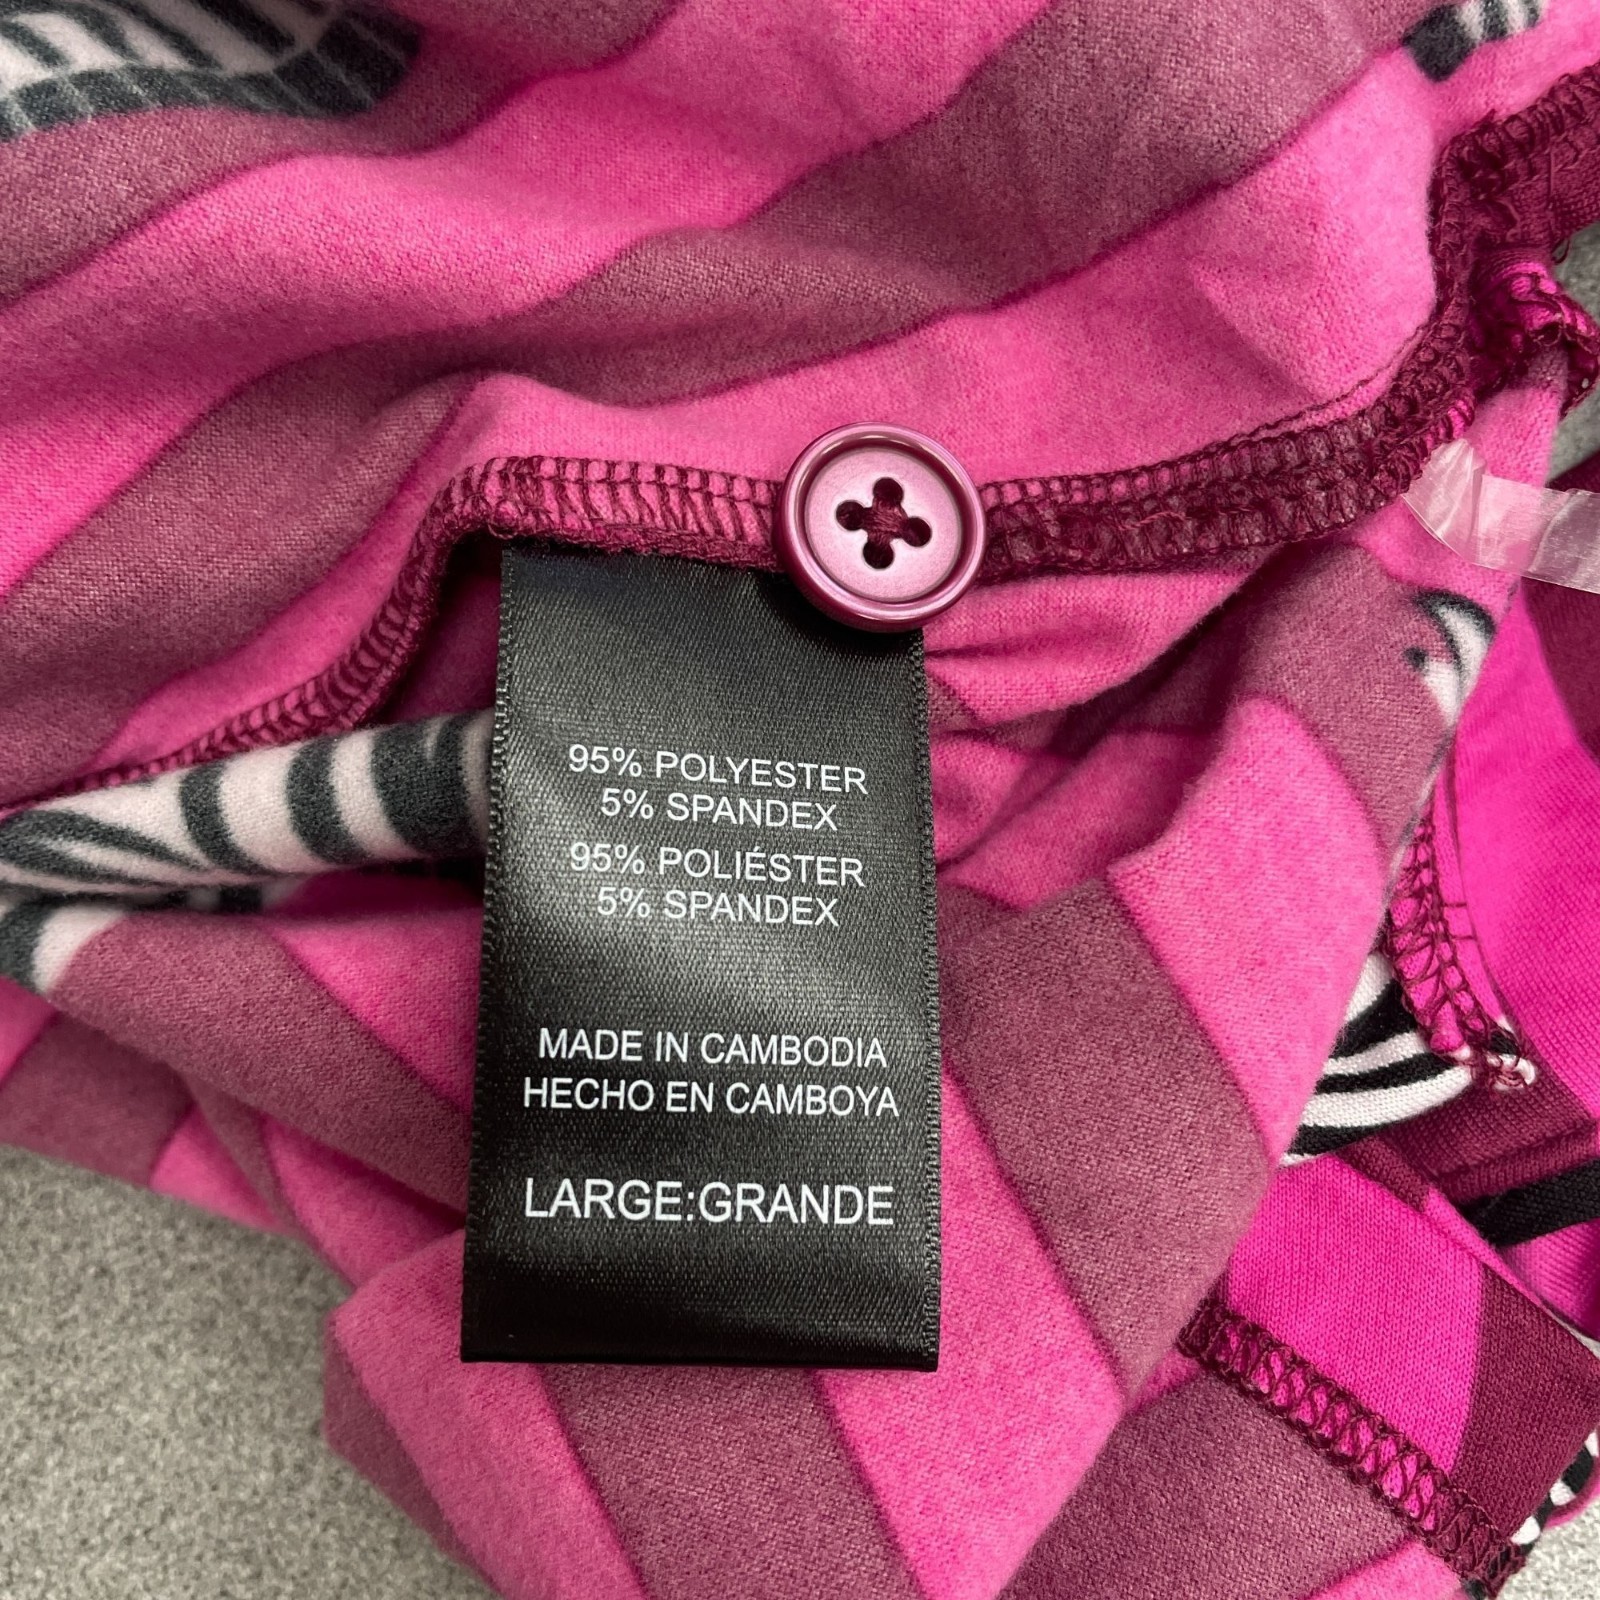 95% POLYESTER
5% SPANDEX
95% POLIÉSTER
5% SPANDEX
MADE IN CAMBODIA
HECHO EN CAMBOYA
LARGE:GRANDE